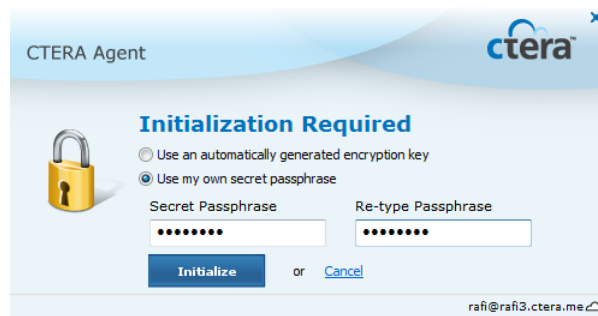 CTERA Agent
ctera™
Initialization Required
Use an automatically generated encryption key
Use my own secret passphrase
Secret Passphrase Re-type Passphrase
•••••••• ••••••••
Initialize or Cancel
rafi@rafi3.ctera.me